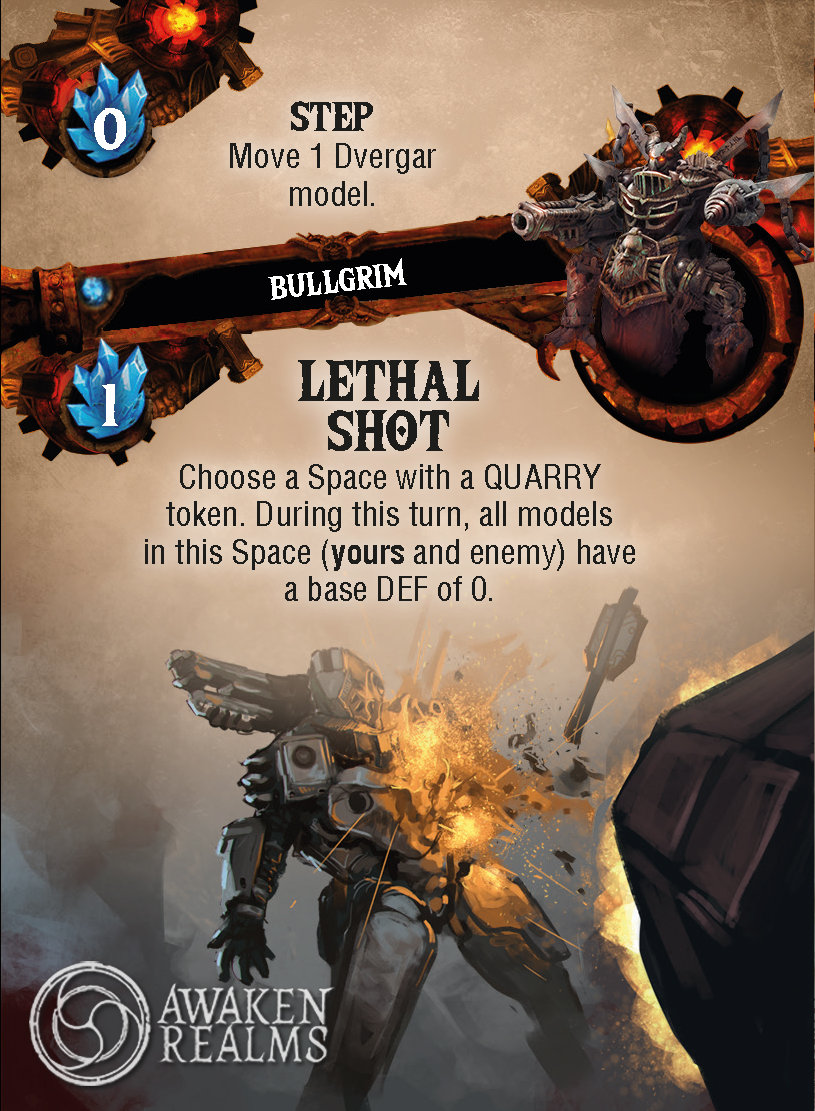 0
STEP
Move 1 Dvergar
model.
BULLGRIM
1
LETHAL
SHOT
Choose a Space with a QUARRY
token. During this turn, all models
in this Space (yours and enemy) have
a base DEF of 0.
AWAKEN
REALMS